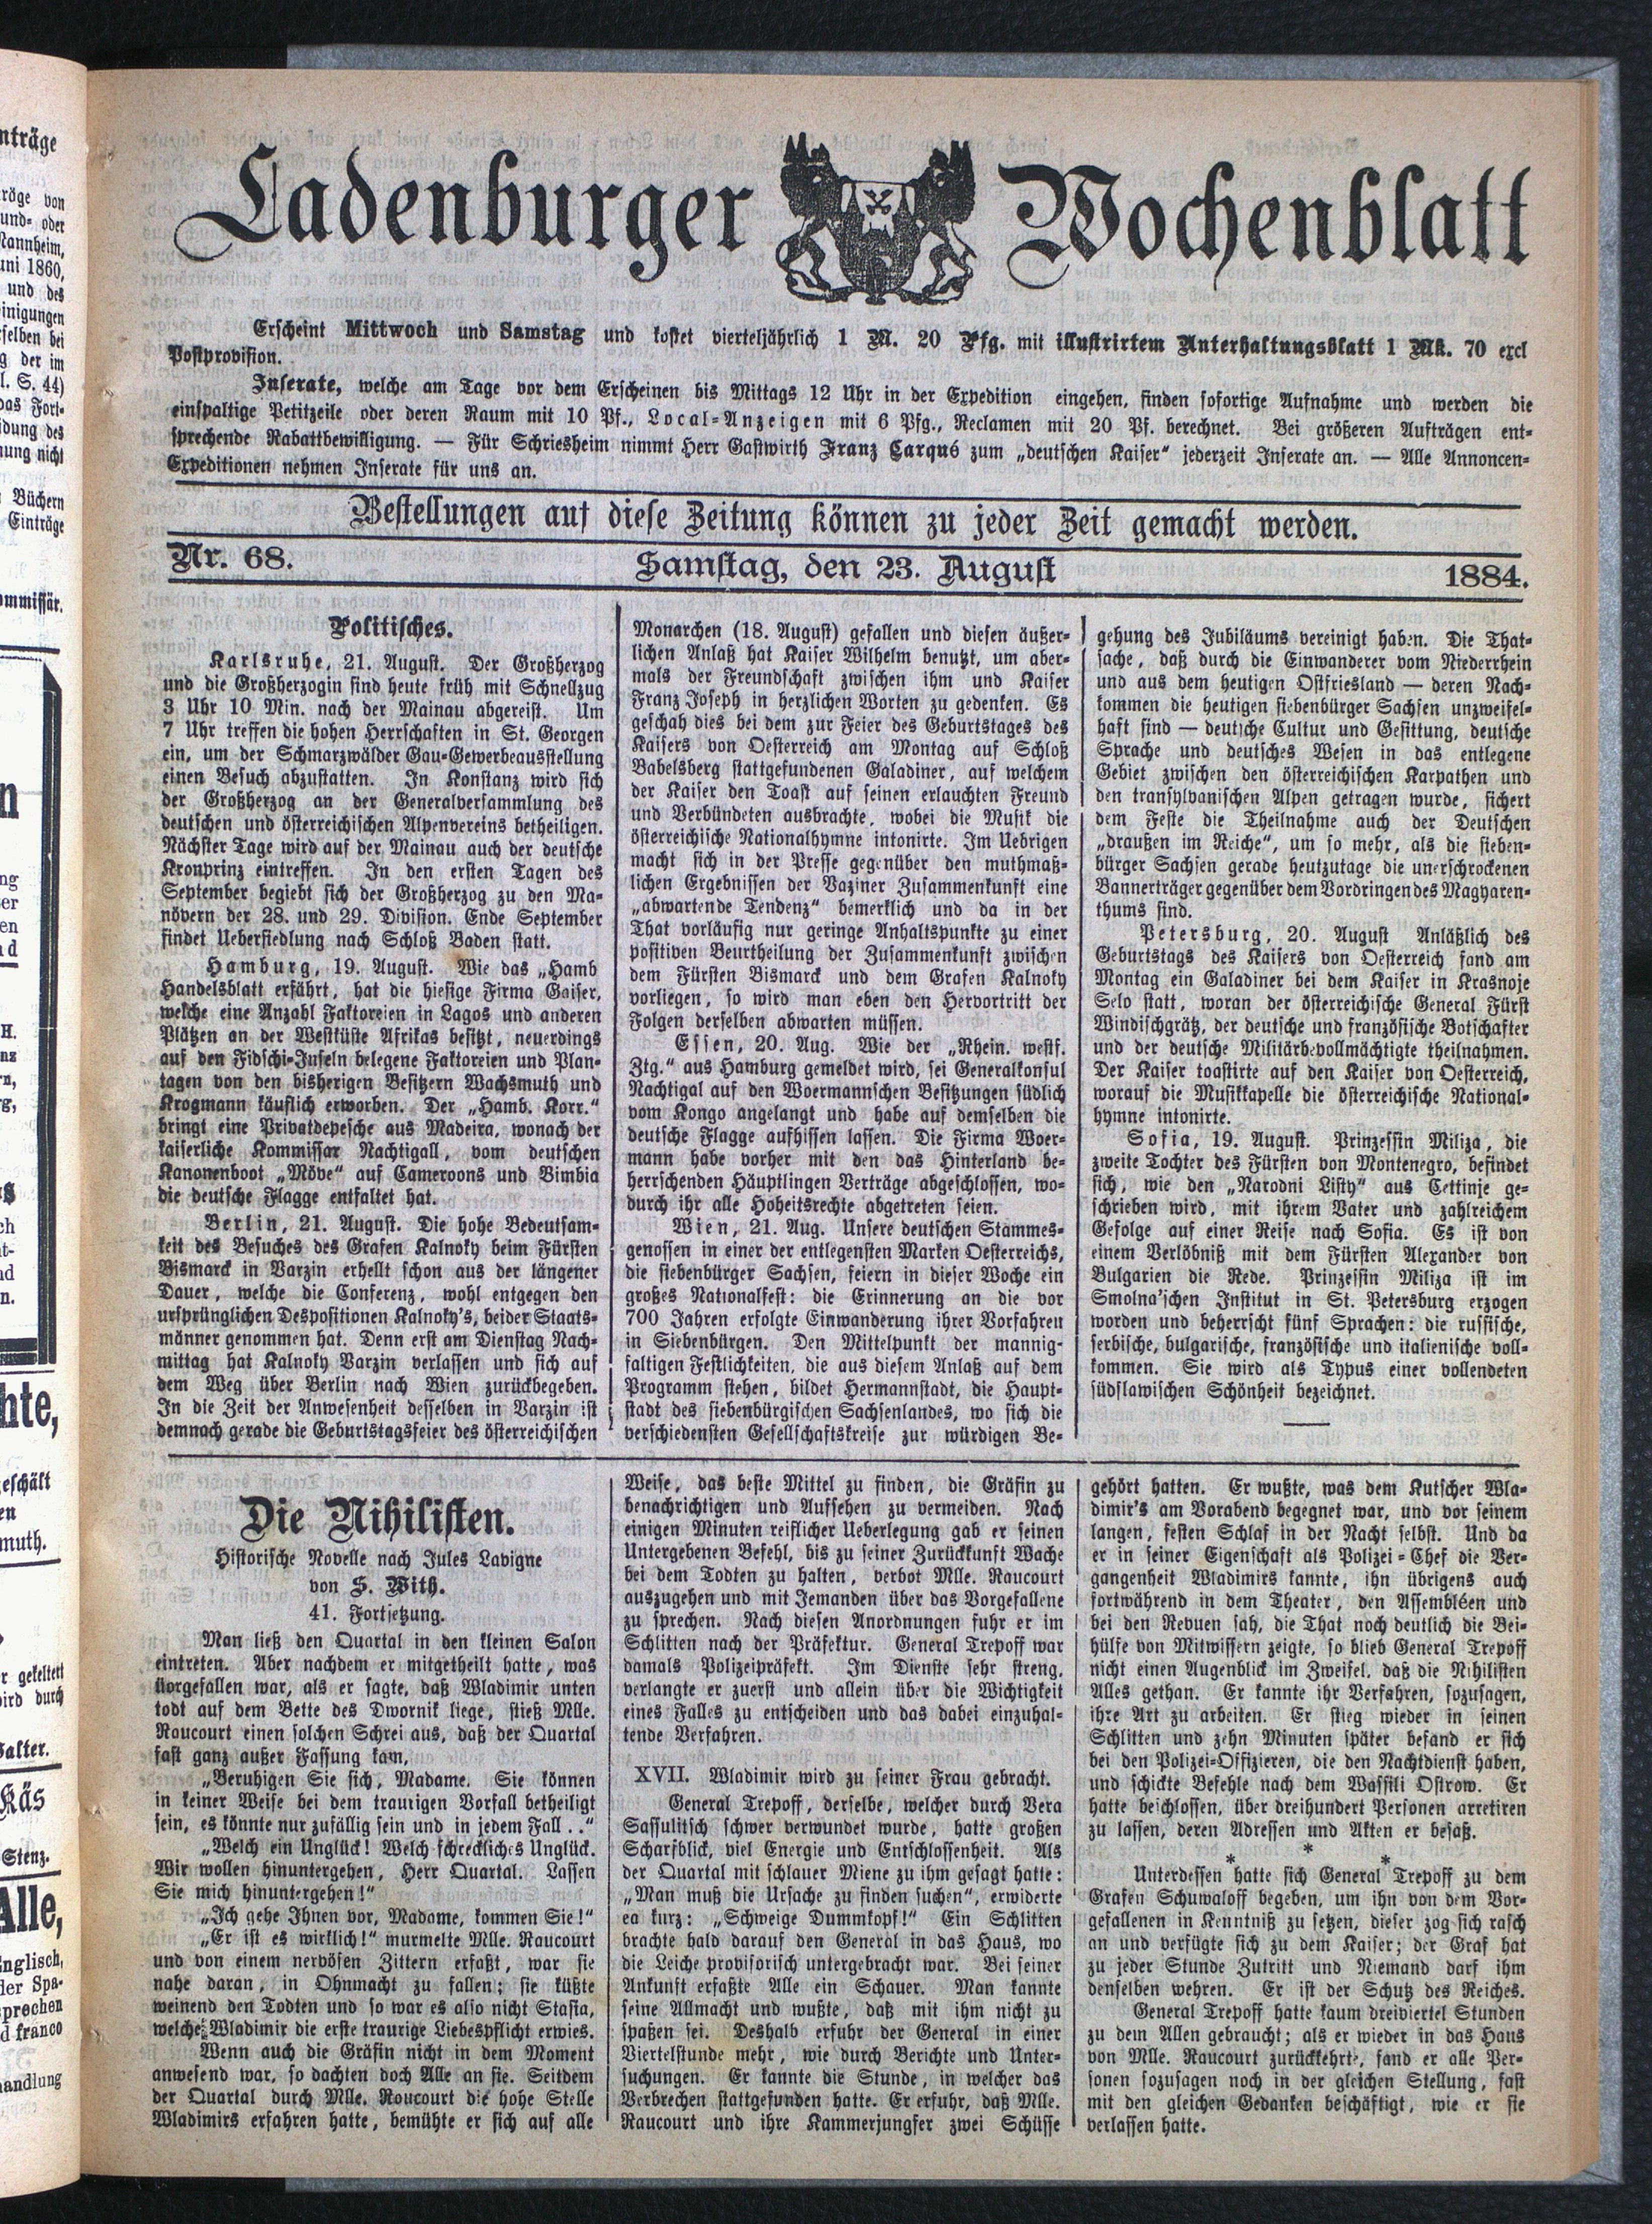 Ladenburger Wochenblatt
Erscheint Mittwoch und Samstag und kostet vierteljährlich 1 M. 20 Pfg. mit illustrirtem Unterhaltungsblatt 1 Mk. 70 excl
Postprovision.
Inserate, welche am Tage vor dem Erscheinen bis Mittags 12 Uhr in der Expedition eingehen, finden sofortige Aufnahme und werden die
einspaltige Petitzeile oder deren Raum mit 10 Pf., Local-Anzeigen mit 6 Pfg., Reclamen mit 20 Pf. berechnet. Bei größeren Aufträgen ent-
sprechende Rabattbewilligung. — Für Schriesheim nimmt Herr Gastwirth Franz Carqué zum „deutschen Kaiser“ jederzeit Inserate an. — Alle Annoncen-
Expeditionen nehmen Inserate für uns an.
Bestellungen auf diese Zeitung können zu jeder Zeit gemacht werden.
Nr. 68. Samstag, den 23. August 1884.
Politisches.
Karlsruhe, 21. August. Der Großherzog
und die Großherzogin sind heute früh mit Schnellzug
3 Uhr 10 Min. nach der Mainau abgereist. Um
7 Uhr treffen die hohen Herrschaften in St. Georgen
ein, um der Schmarzwälder Gau-Gewerbeausstellung
einen Besuch abzustatten. In Konstanz wird sich
der Großherzog an der Generalversammlung des
deutschen und österreichischen Alpenvereins betheiligen.
Nächster Tage wird auf der Mainau auch der deutsche
Kronprinz eintreffen. In den ersten Tagen des
September begiebt sich der Großherzog zu den Ma-
növern der 28. und 29. Division. Ende September
findet Uebersiedlung nach Schloß Baden statt.
Hamburg, 19. August. Wie das „Hamb
Handelsblatt erfährt, hat die hiesige Firma Gaiser,
welche eine Anzahl Faktoreien in Lagos und anderen
Plätzen an der Westküste Afrikas besitzt, neuerdings
auf den Fidschi-Inseln belegene Faktoreien und Plan-
tagen von den bisherigen Besitzern Wachsmuth und
Krogmann käuflich erworben. Der „Hamb. Korr.“
bringt eine Privatdepesche aus Madeira, wonach der
kaiserliche Kommissar Nachtigall, vom deutschen
Kanonenboot „Möve“ auf Cameroons und Bimbia
die deutsche Flagge entfaltet hat.
Berlin, 21. August. Die hohe Bedeutsam-
keit des Besuches des Grafen Kalnoky beim Fürsten
Bismarck in Varzin erhellt schon aus der längener
Dauer, welche die Conferenz, wohl entgegen den
ursprünglichen Despositionen Kalnoky's, beider Staats-
männer genommen hat. Denn erst am Dienstag Nach-
mittag hat Kalnoky Varzin verlassen und sich auf
dem Weg über Berlin nach Wien zurückbegeben.
In die Zeit der Anwesenheit desselben in Varzin ist
demnach gerade die Geburtstagsfeier des österreichischen
Monarchen (18. August) gefallen und diesen äußer-
lichen Anlaß hat Kaiser Wilhelm benutzt, um aber-
mals der Freundschaft zwischen ihm und Kaiser
Franz Joseph in herzlichen Worten zu gedenken. Es
geschah dies bei dem zur Feier des Geburtstages des
Kaisers von Oesterreich am Montag auf Schloß
Babelsberg stattgefundenen Galadiner, auf welchem
der Kaiser den Toast auf seinen erlauchten Freund
und Verbündeten ausbrachte, wobei die Musik die
österreichische Nationalhymne intonirte. Im Uebrigen
macht sich in der Presse gegenüber den muthmaß-
lichen Ergebnissen der Vaziner Zusammenkunft eine
„abwartende Tendenz“ bemerklich und da in der
That vorläufig nur geringe Anhaltspunkte zu einer
positiven Beurtheilung der Zusammenkunft zwischen
dem Fürsten Bismarck und dem Grafen Kalnoky
vorliegen, so wird man eben den Hervortritt der
Folgen derselben abwarten müssen.
Essen, 20. Aug. Wie der „Rhein. westf.
Ztg.“ aus Hamburg gemeldet wird, sei Generalkonsul
Nachtigal auf den Woermannschen Besitzungen südlich
vom Kongo angelangt und habe auf demselben die
deutsche Flagge aufhissen lassen. Die Firma Woer-
mann habe vorher mit den das Hinterland be-
herrschenden Häuptlingen Verträge abgeschlossen, wo-
durch ihr alle Hoheitsrechte abgetreten seien.
Wien, 21. Aug. Unsere deutschen Stammes-
genossen in einer der entlegensten Marken Oesterreichs,
die siebenbürger Sachsen, feiern in dieser Woche ein
großes Nationalfest: die Erinnerung an die vor
700 Jahren erfolgte Einwanderung ihrer Vorfahren
in Siebenbürgen. Den Mittelpunkt der mannig-
faltigen Festlichkeiten, die aus diesem Anlaß auf dem
Programm stehen, bildet Hermannstadt, die Haupt-
stadt des siebenbürgischen Sachsenlandes, wo sich die
verschiedensten Gesellschaftskreise zur würdigen Be-
gehung des Jubiläums vereinigt haben. Die That-
sache, daß durch die Einwanderer vom Niederrhein
und aus dem heutigen Ostfriesland — deren Nach-
kommen die heutigen siebenbürger Sachsen unzweifel-
haft sind — deutsche Cultur und Gesittung, deutsche
Sprache und deutsches Wesen in das entlegene
Gebiet zwischen den österreichischen Karpathen und
den transylvanischen Alpen getragen wurde, sichert
dem Feste die Theilnahme auch der Deutschen
„draußen im Reiche“, um so mehr, als die sieben-
bürger Sachsen gerade heutzutage die unerschrockenen
Bannerträger gegenüber dem Vordringen des Magyaren-
thums sind.
Petersburg, 20. August Anläßlich des
Geburtstags des Kaisers von Oesterreich fand am
Montag ein Galadiner bei dem Kaiser in Krasnoje
Selo statt, woran der österreichische General Fürst
Windischgrätz, der deutsche und französische Botschafter
und der deutsche Militärbevollmächtigte theilnahmen.
Der Kaiser toastirte auf den Kaiser von Oesterreich,
worauf die Musikkapelle die österreichische National-
hymne intonirte.
Sofia, 19. August. Prinzessin Miliza, die
zweite Tochter des Fürsten von Montenegro, befindet
sich, wie den „Narodni Listy“ aus Cettinje ge-
schrieben wird, mit ihrem Vater und zahlreichem
Gefolge auf einer Reise nach Sofia. Es ist von
einem Verlöbniß mit dem Fürsten Alexander von
Bulgarien die Rede. Prinzessin Miliza ist im
Smolna'schen Institut in St. Petersburg erzogen
worden und beherrscht fünf Sprachen: die russische,
serbische, bulgarische, französische und italienische voll-
kommen. Sie wird als Typus einer vollendeten
südslawischen Schönheit bezeichnet.
Die Nihilisten.
Historische Novelle nach Jules Lavigne
von S. With.
41. Fortsetzung.
Man ließ den Quartal in den kleinen Salon
eintreten. Aber nachdem er mitgetheilt hatte, was
vorgefallen war, als er sagte, daß Wladimir unten
todt auf dem Bette des Dwornik liege, stieß Mlle.
Raucourt einen solchen Schrei aus, daß der Quartal
fast ganz außer Fassung kam,
„Beruhigen Sie sich, Madame. Sie können
in keiner Weise bei dem traurigen Vorfall betheiligt
sein, es könnte nur zufällig sein und in jedem Fall . .“
„Welch ein Unglück! Welch schreckliches Unglück.
Wir wollen hinuntergehen, Herr Quartal. Lassen
Sie mich hinuntergehen!“
„Ich gehe Ihnen vor, Madame, kommen Sie!“
„Er ist es wirklich!“ murmelte Mlle. Raucourt
und von einem nervösen Zittern erfaßt, war sie
nahe daran, in Ohnmacht zu fallen; sie küßte
weinend den Todten und so war es also nicht Stasia,
welche Wladimir die erste traurige Liebespflicht erwies.
Wenn auch die Gräfin nicht in dem Moment
anwesend war, so dachten doch Alle an sie. Seitdem
der Quartal durch Mlle. Roucourt die hohe Stelle
Wladimirs erfahren hatte, bemühte er sich auf alle
Weise, das beste Mittel zu finden, die Gräfin zu
benachrichtigen und Aufsehen zu vermeiden. Nach
einigen Minuten reiflicher Ueberlegung gab er seinen
Untergebenen Befehl, bis zu seiner Zurückkunft Wache
bei dem Todten zu halten, verbot Mlle. Raucourt
auszugehen und mit Jemanden über das Vorgefallene
zu sprechen. Nach diesen Anordnungen fuhr er im
Schlitten nach der Präfektur. General Trepoff war
damals Polizeipräfekt. Im Dienste sehr streng,
verlangte er zuerst und allein über die Wichtigkeit
eines Falles zu entscheiden und das dabei einzuhal-
tende Verfahren.
XVII. Wladimir wird zu seiner Frau gebracht.
General Trepoff, derselbe, welcher durch Vera
Sassulitsch schwer verwundet wurde, hatte großen
Scharfblick, viel Energie und Entschlossenheit. Als
der Quartal mit schlauer Miene zu ihm gesagt hatte:
„Man muß die Ursache zu finden suchen“, erwiderte
ea kurz: „Schweige Dummkopf!“ Ein Schlitten
brachte bald darauf den General in das Haus, wo
die Leiche provisorisch untergebracht war. Bei seiner
Ankunft erfaßte Alle ein Schauer. Man kannte
seine Allmacht und wußte, daß mit ihm nicht zu
spaßen sei. Deshalb erfuhr der General in einer
Viertelstunde mehr, wie durch Berichte und Unter-
suchungen. Er kannte die Stunde, in welcher das
Verbrechen stattgefunden hatte. Er erfuhr, daß Mlle.
Raucourt und ihre Kammerjungfer zwei Schüsse
gehört hatten. Er wußte, was dem Kutscher Wla-
dimir's am Vorabend begegnet war, und vor seinem
langen, festen Schlaf in der Nacht selbst. Und da
er in seiner Eigenschaft als Polizei-Chef die Ver-
gangenheit Wladimirs kannte, ihn übrigens auch
fortwährend in dem Theater, den Assembléen und
bei den Revuen sah, die That noch deutlich die Bei-
hülfe von Mitwissern zeigte, so blieb General Trepoff
nicht einen Augenblick im Zweifel, daß die Nihilisten
Alles gethan. Er kannte ihr Verfahren, sozusagen,
ihre Art zu arbeiten. Er stieg wieder in seinen
Schlitten und zehn Minuten später befand er sich
bei den Polizei-Offizieren, die den Nachtdienst haben,
und schickte Befehle nach dem Wassili Ostrow. Er
hatte beschlossen, über dreihundert Personen arretiren
zu lassen, deren Adressen und Akten er besaß.
* * *
Unterdessen hatte sich General Trepoff zu dem
Grafen Schuwaloff begeben, um ihn von dem Vor-
gefallenen in Kenntniß zu setzen, dieser zog sich rasch
an und verfügte sich zu dem Kaiser; der Graf hat
zu jeder Stunde Zutritt und Niemand darf ihm
denselben wehren. Er ist der Schutz des Reiches.
General Trepoff hatte kaum dreiviertel Stunden
zu dem Allen gebraucht; als er wieder in das Haus
von Mlle. Raucourt zurückkehrte, fand er alle Per-
sonen sozusagen noch in der gleichen Stellung, fast
mit den gleichen Gedanken beschäftigt, wie er sie
verlassen hatte.